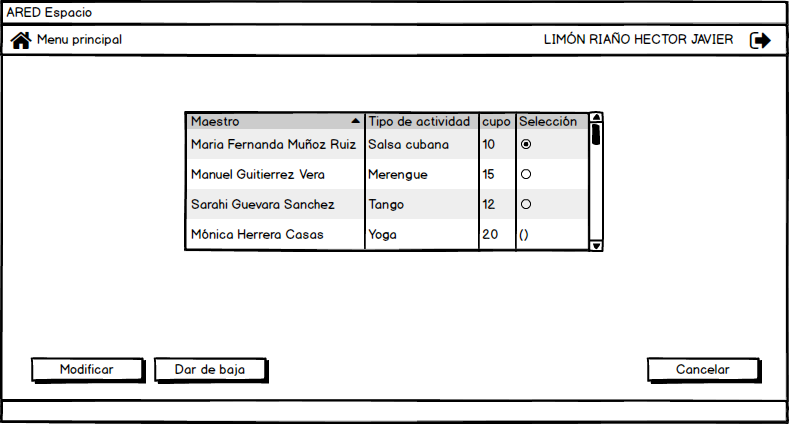 ARED Espacio
Menu principal LIMÓN RIAÑO HECTOR JAVIER
Maestro Tipo de actividad cupo Selección
Maria Fernanda Muñoz Ruiz Salsa cubana 10
Manuel Guitierrez Vera Merengue 15
Sarahi Guevara Sanchez Tango 12
Mónica Herrera Casas Yoga 20 ()
Modificar Dar de baja Cancelar